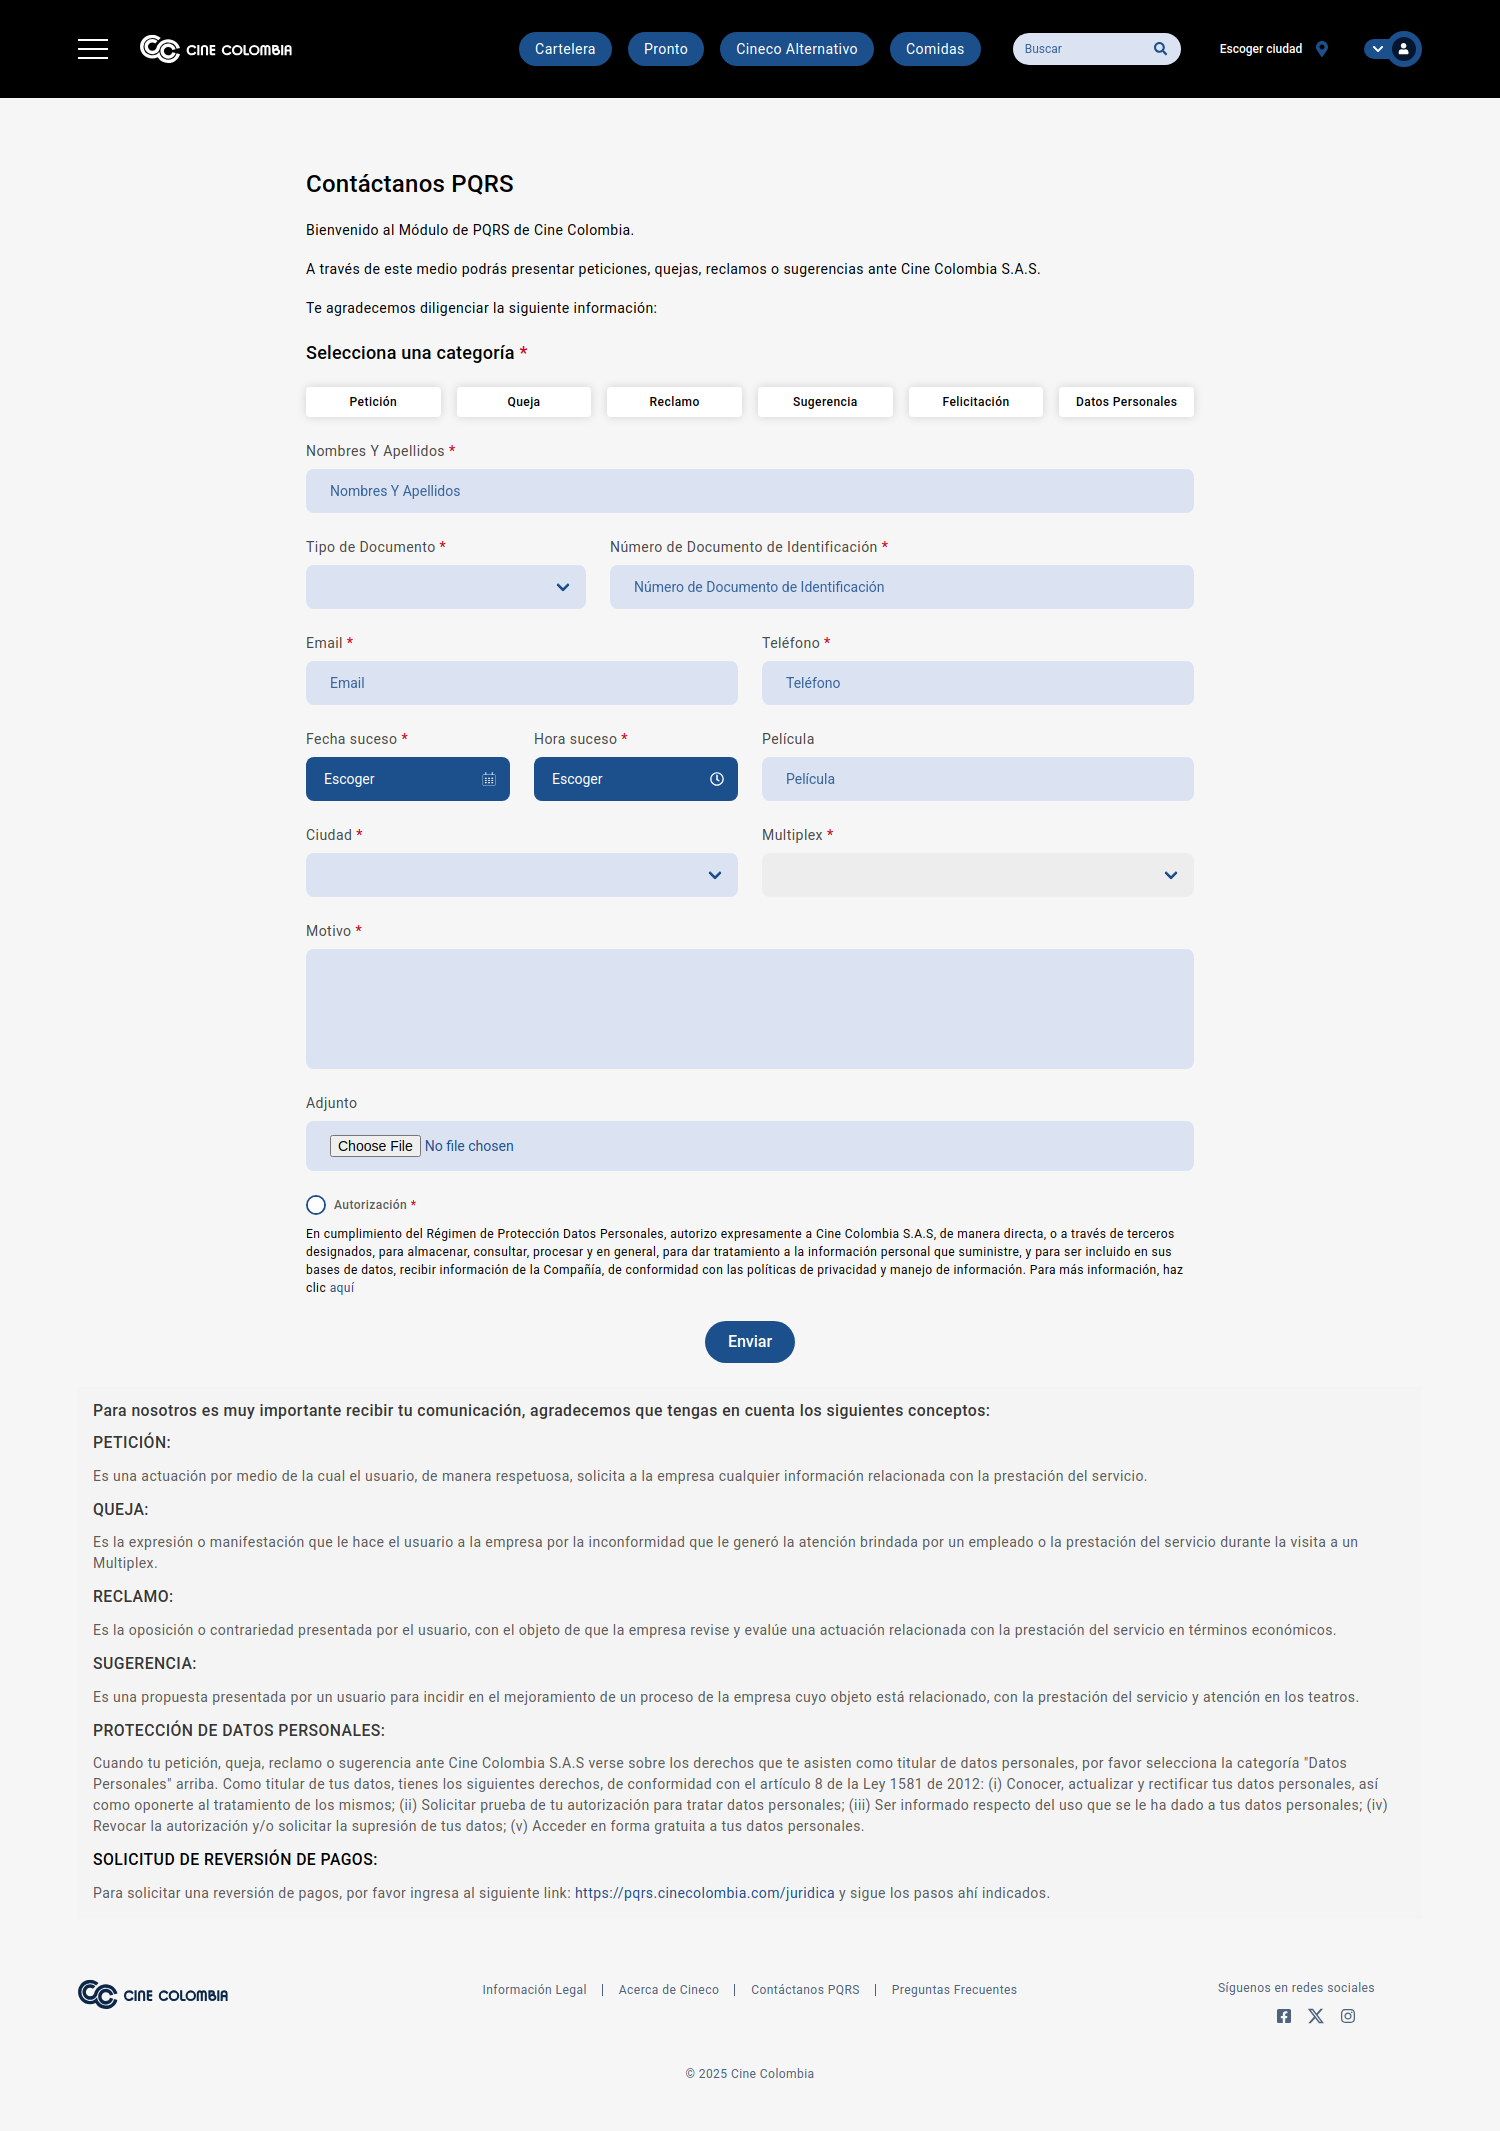 CINE COLOMBIA
Cartelera
Pronto
Cineco Alternativo
Comidas
Buscar
Escoger ciudad
Contáctanos PQRS
Bienvenido al Módulo de PQRS de Cine Colombia.
A través de este medio podrás presentar peticiones, quejas, reclamos o sugerencias ante Cine Colombia S.A.S.
Te agradecemos diligenciar la siguiente información:
Selecciona una categoría *
Petición
Queja
Reclamo
Sugerencia
Felicitación
Datos Personales
Nombres Y Apellidos *
Nombres Y Apellidos
Tipo de Documento *
Número de Documento de Identificación *
Número de Documento de Identificación
Email *
Teléfono *
Email
Teléfono
Fecha suceso *
Hora suceso *
Película
Escoger
Escoger
Película
Ciudad *
Multiplex *
Motivo *
Adjunto
Choose File No file chosen
Autorización *
En cumplimiento del Régimen de Protección Datos Personales, autorizo expresamente a Cine Colombia S.A.S, de manera directa, o a través de terceros
designados, para almacenar, consultar, procesar y en general, para dar tratamiento a la información personal que suministre, y para ser incluido en sus
bases de datos, recibir información de la Compañía, de conformidad con las políticas de privacidad y manejo de información. Para más información, haz
clic aquí
Enviar
Para nosotros es muy importante recibir tu comunicación, agradecemos que tengas en cuenta los siguientes conceptos:
PETICIÓN:
Es una actuación por medio de la cual el usuario, de manera respetuosa, solicita a la empresa cualquier información relacionada con la prestación del servicio.
QUEJA:
Es la expresión o manifestación que le hace el usuario a la empresa por la inconformidad que le generó la atención brindada por un empleado o la prestación del servicio durante la visita a un
Multiplex.
RECLAMO:
Es la oposición o contrariedad presentada por el usuario, con el objeto de que la empresa revise y evalúe una actuación relacionada con la prestación del servicio en términos económicos.
SUGERENCIA:
Es una propuesta presentada por un usuario para incidir en el mejoramiento de un proceso de la empresa cuyo objeto está relacionado, con la prestación del servicio y atención en los teatros.
PROTECCIÓN DE DATOS PERSONALES:
Cuando tu petición, queja, reclamo o sugerencia ante Cine Colombia S.A.S verse sobre los derechos que te asisten como titular de datos personales, por favor selecciona la categoría "Datos
Personales" arriba. Como titular de tus datos, tienes los siguientes derechos, de conformidad con el artículo 8 de la Ley 1581 de 2012: (i) Conocer, actualizar y rectificar tus datos personales, así
como oponerte al tratamiento de los mismos; (ii) Solicitar prueba de tu autorización para tratar datos personales; (iii) Ser informado respecto del uso que se le ha dado a tus datos personales; (iv)
Revocar la autorización y/o solicitar la supresión de tus datos; (v) Acceder en forma gratuita a tus datos personales.
SOLICITUD DE REVERSIÓN DE PAGOS:
Para solicitar una reversión de pagos, por favor ingresa al siguiente link: https://pqrs.cinecolombia.com/juridica y sigue los pasos ahí indicados.
CINE COLOMBIA
Información Legal
Acerca de Cineco
Contáctanos PQRS
Preguntas Frecuentes
Síguenos en redes sociales
© 2025 Cine Colombia